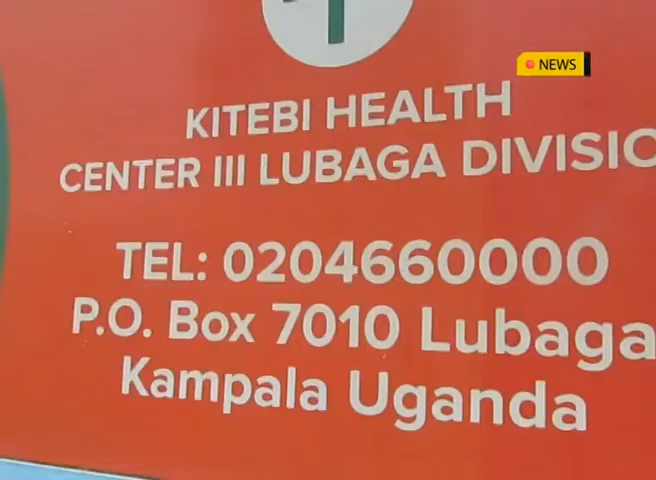 NEWS
KITEBI HEALTH
CENTER III LUBAGA DIVISIO
TEL: 0204660000
P.O. Box 7010 Lubaga
Kampala Uganda